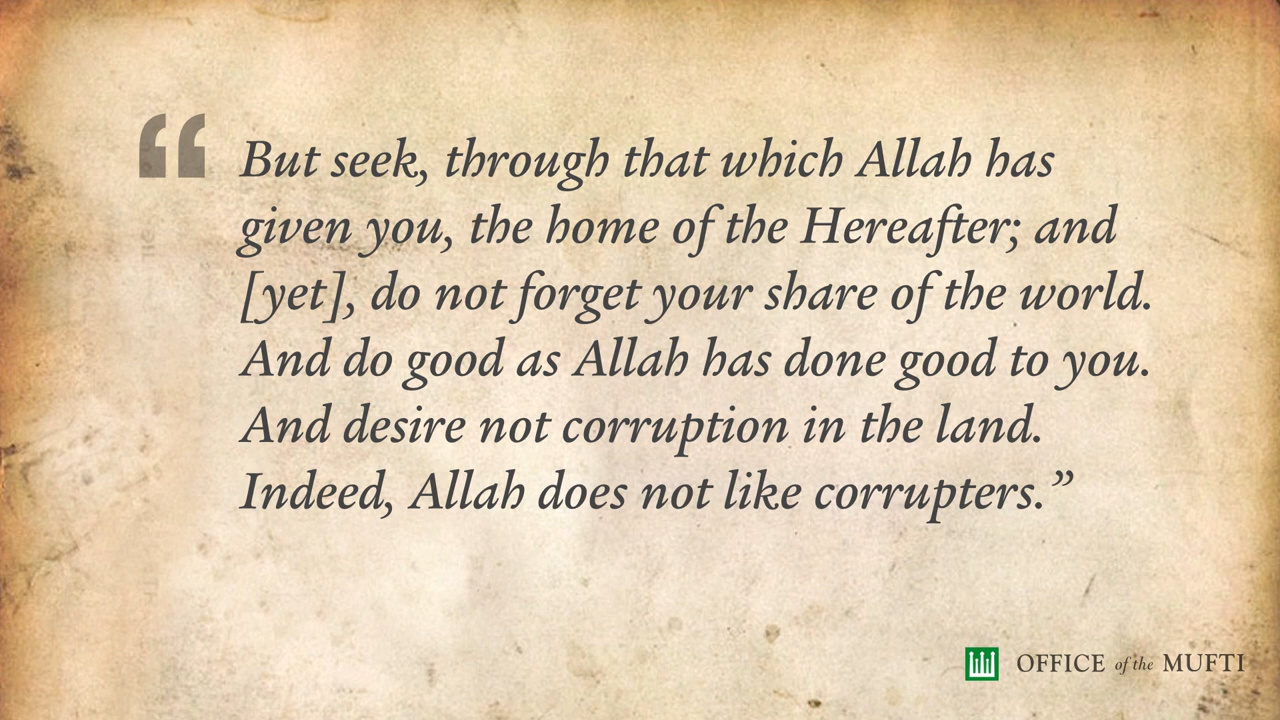 “ But seek, through that which Allah has
given you, the home of the Hereafter; and
[yet], do not forget your share of the world.
And do good as Allah has done good to you.
And desire not corruption in the land.
Indeed, Allah does not like corrupters.”
OFFICE of the MUFTI